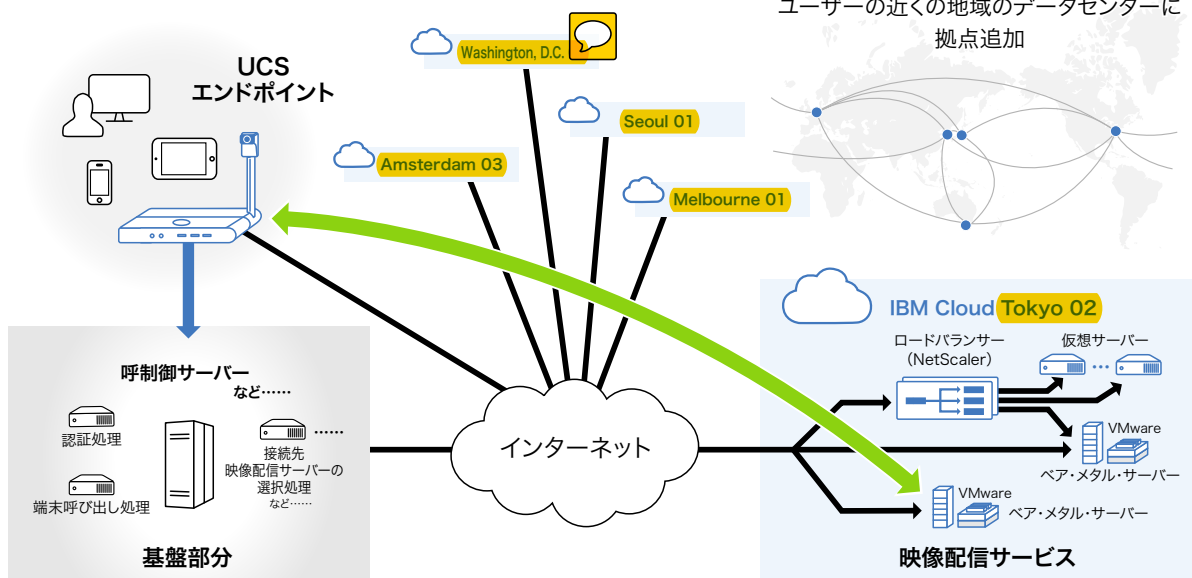 ユーザーの近くの地域のデータセンターに
拠点追加
UCS
エンドポイント
Washington, D.C.
Seoul 01
Amsterdam 03
Melbourne 01
IBM Cloud Tokyo 02
ロードバランサー
（NetScaler）
仮想サーバー
…
VMware
ベア・メタル・サーバー
VMware
ベア・メタル・サーバー
映像配信サービス
インターネット
呼制御サーバー
など……
認証処理
端末呼び出し処理
……
接続先
映像配信サーバーの
選択処理
など……
基盤部分